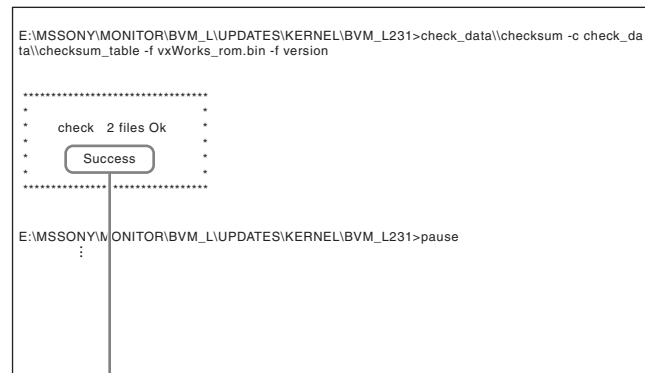 E:\MSSONY\MONITOR\BVM_L\UPDATES\KERNEL\BVM_L231>check_data\\checksum -c check_da
ta\\checksum_table -f vxWorks_rom.bin -f version
*********************************
* *
* check 2 files Ok *
* *
* Success *
* *
*********************************
E:\MSSONY\MONITOR\BVM_L\UPDATES\KERNEL\BVM_L231>pause
⋮